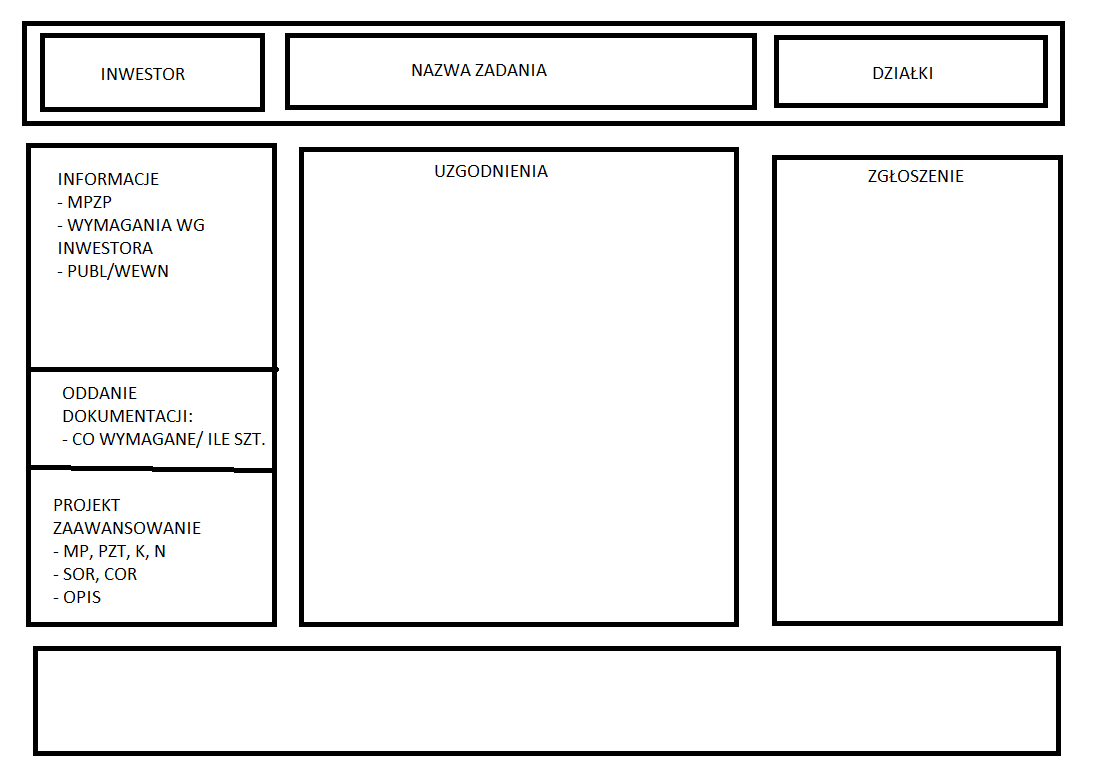 INWESTOR
NAZWA ZADANIA
DZIAŁKI
INFORMACJE
- MPZP
- WYMAGANIA WG
INWESTORA
- PUBL/WEWN
ODDANIE
DOKUMENTACJI:
- CO WYMAGANE/ ILE SZT.
PROJEKT
ZAAWANSOWANIE
- MP, PZT, K, N
- SOR, COR
- OPIS
UZGODNIENIA
ZGŁOSZENIE